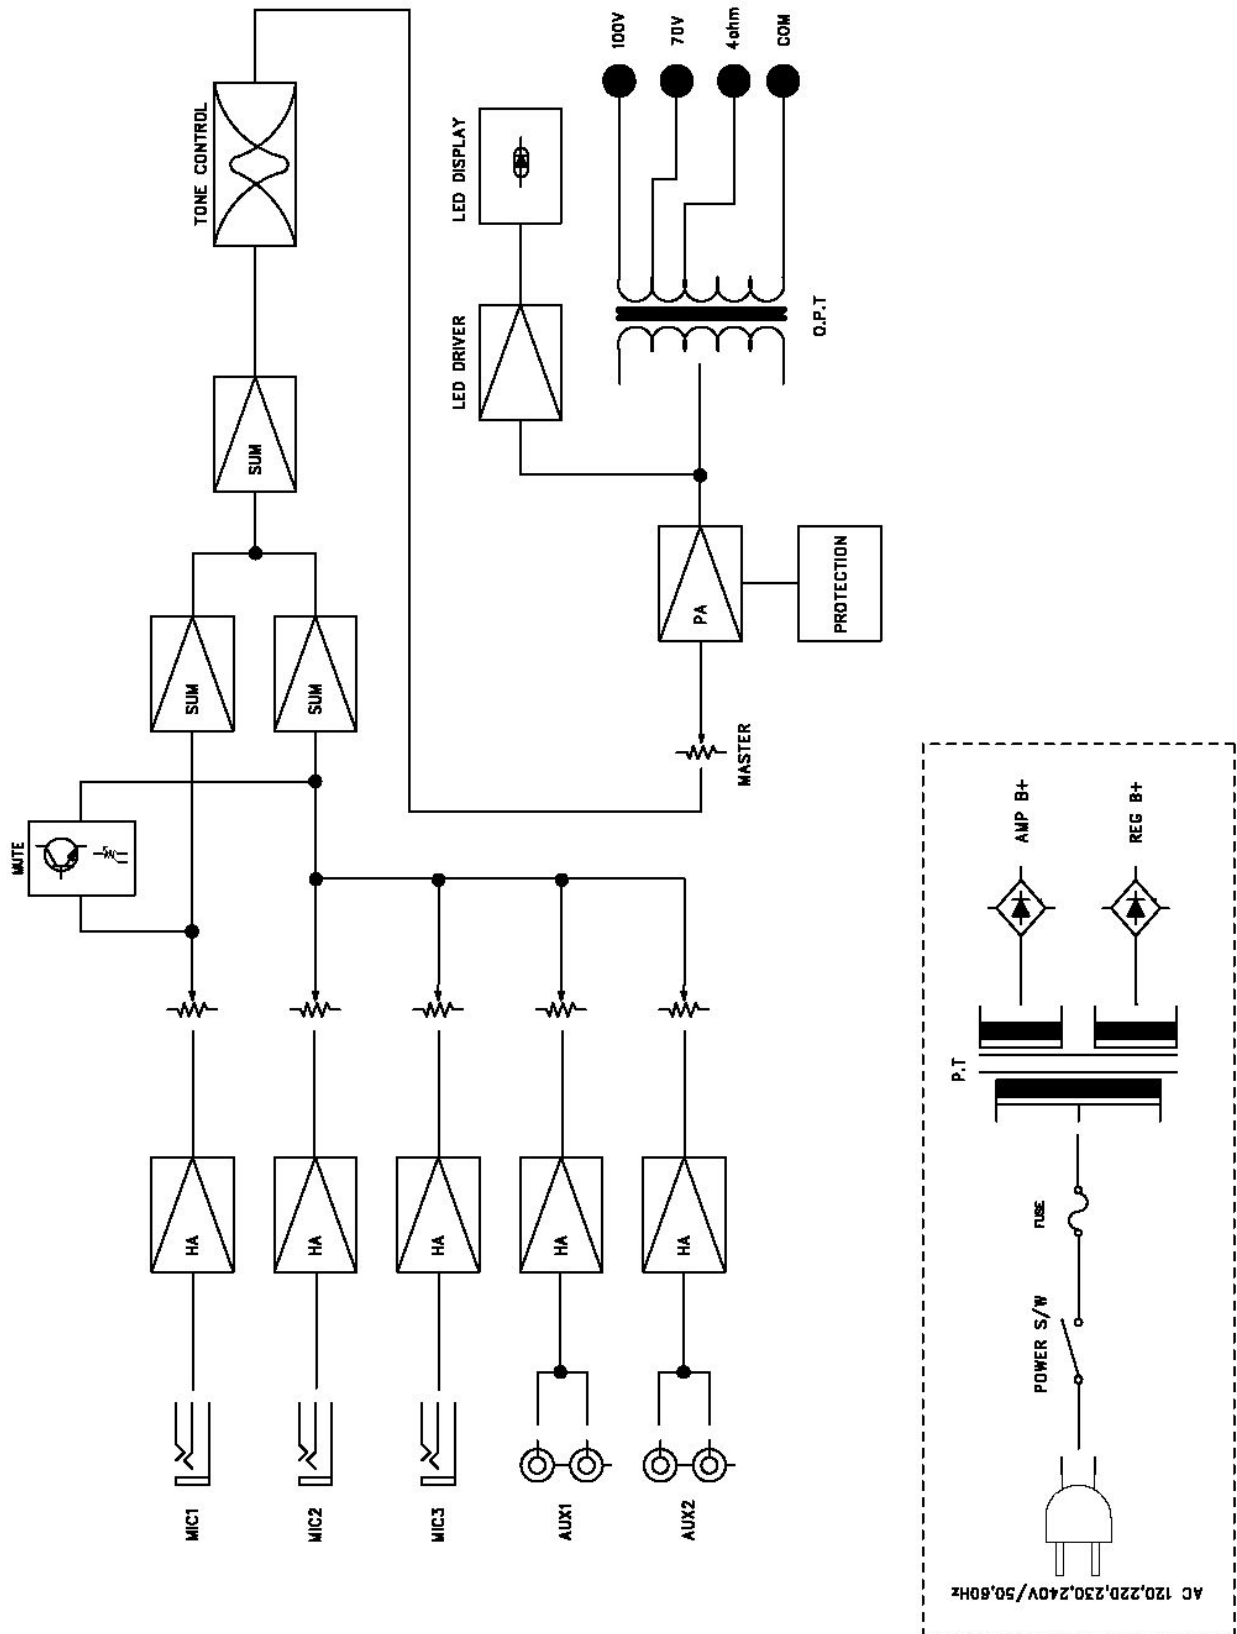 MIC1
HA
MUTE
SUM
SUM
TONE CONTROL
MIC2
HA
SUM
MIC3
HA
AUX1
HA
LED DRIVER
LED DISPLAY
AUX2
HA
MASTER
PA
O.P.T
100V
70V
4ohm
COM
PROTECTION
AC 120,220,230,240V/50,60Hz
POWER S/W
FUSE
P.T
AMP B+
REG B+